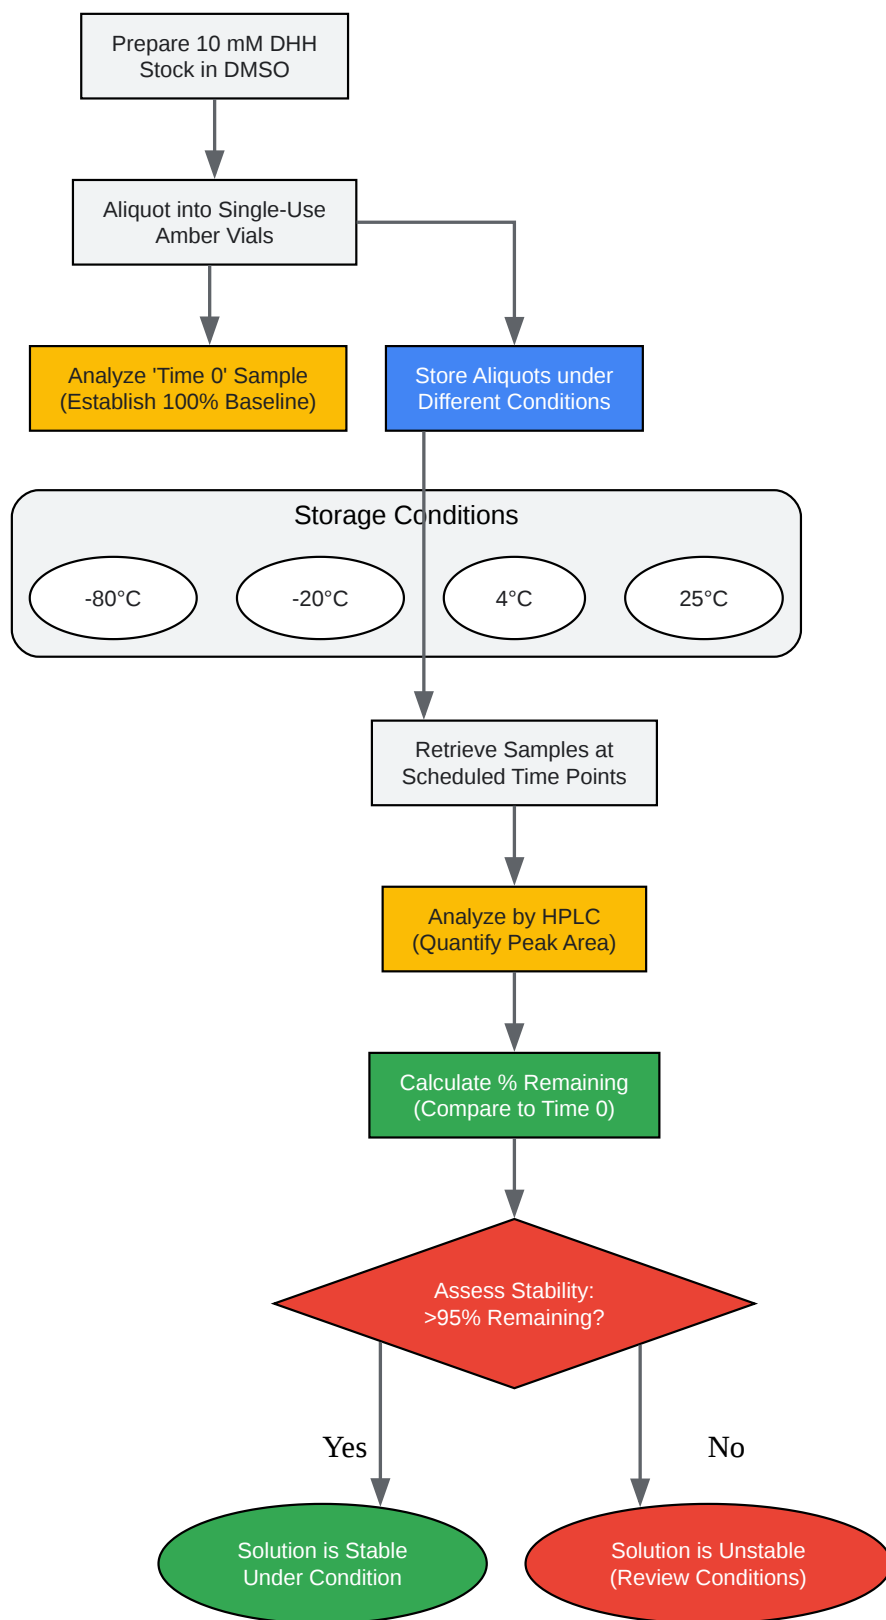 Prepare 10 mM DHH
Stock in DMSO
Aliquot into Single-Use
Amber Vials
Analyze 'Time 0' Sample
(Establish 100% Baseline)
Store Aliquots under
Different Conditions
Storage Conditions
-80°C
-20°C
4°C
25°C
Retrieve Samples at
Scheduled Time Points
Analyze by HPLC
(Quantify Peak Area)
Calculate % Remaining
(Compare to Time 0)
Assess Stability:
>95% Remaining?
Yes
No
Solution is Stable
Under Condition
Solution is Unstable
(Review Conditions)